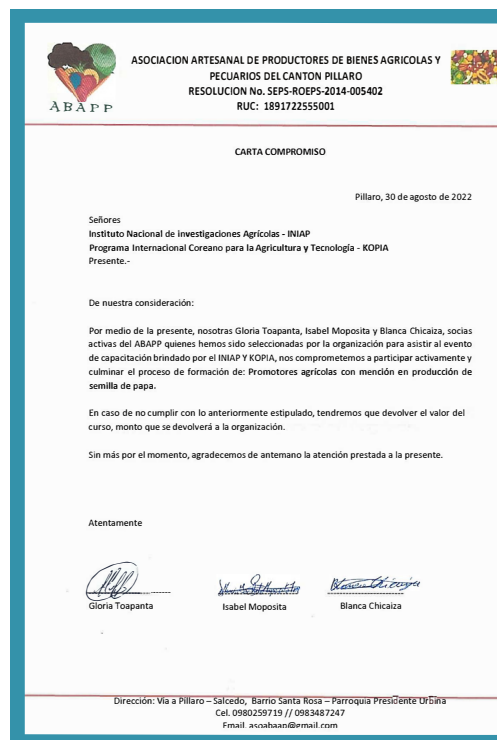 ABAPP
ASOCIACION ARTESANAL DE PRODUCTORES DE BIENES AGRICOLAS Y
PECUARIOS DEL CANTON PILLARO
RESOLUCION No. SEPS-ROEPS-2014-005402
RUC: 1891722555001
CARTA COMPROMISO
Pillaro, 30 de agosto de 2022
Señores
Instituto Nacional de investigaciones Agrícolas - INIAP
Programa Internacional Coreano para la Agricultura y Tecnología - KOPIA
Presente.-
De nuestra consideración:
Por medio de la presente, nosotras Gloria Toapanta, Isabel Moposita y Blanca Chicaiza, socias
activas del ABAPP quienes hemos sido seleccionadas por la organización para asistir al evento
de capacitación brindado por el INIAP Y KOPIA, nos comprometemos a participar activamente y
culminar el proceso de formación de: Promotores agrícolas con mención en producción de
semilla de papa.
En caso de no cumplir con lo anteriormente estipulado, tendremos que devolver el valor del
curso, monto que se devolverá a la organización.
Sin más por el momento, agradecemos de antemano la atención prestada a la presente.
Atentamente
Blanca Chicaiza
Gloria Toapanta Isabel Moposita Blanca Chicaiza
Dirección: Via a Pillaro – Salcedo, Barrio Santa Rosa – Parroquia Presidente Urbina
Cel. 0980259719 // 0983487247
Email.